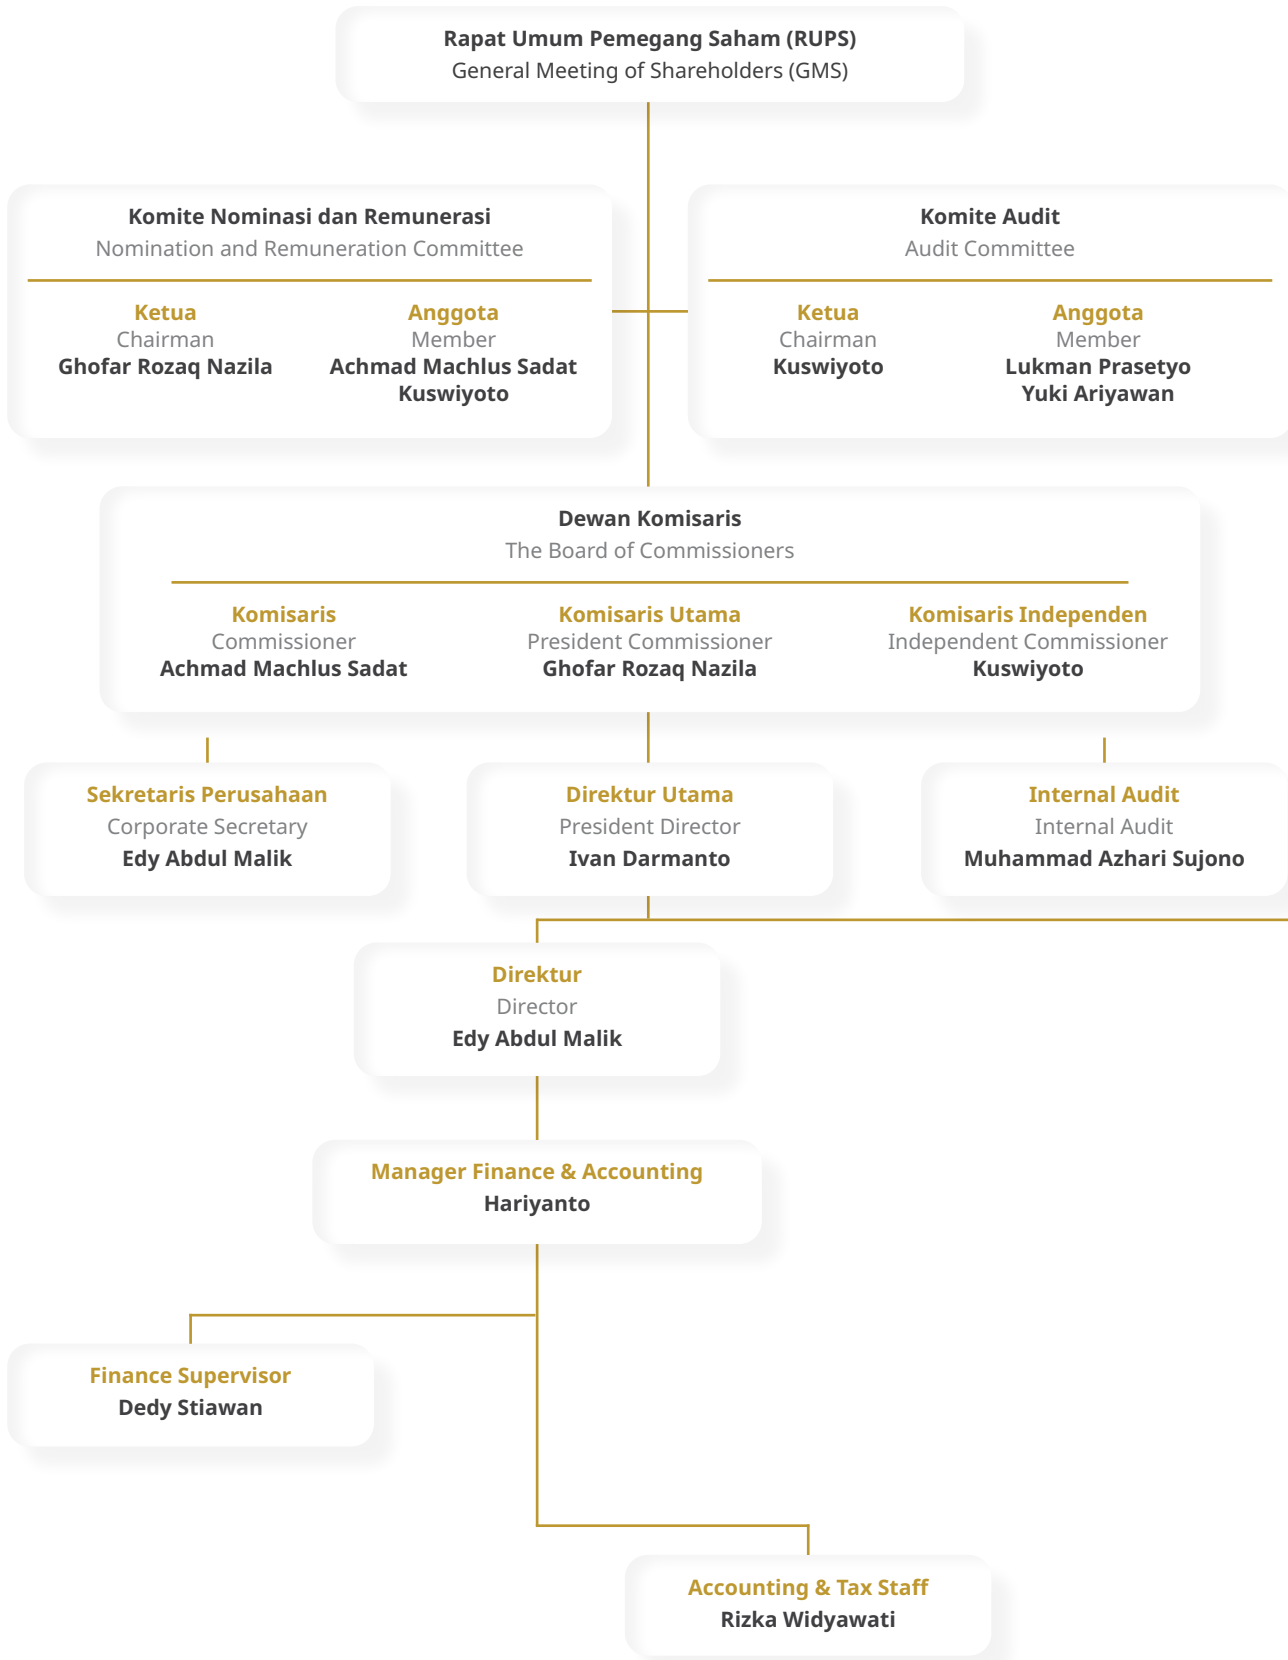 Rapat Umum Pemegang Saham (RUPS)
General Meeting of Shareholders (GMS)
Komite Nominasi dan Remunerasi
Nomination and Remuneration Committee
Ketua
Chairman
Ghofar Rozaq Nazila
Anggota
Member
Achmad Machlus Sadat
Kuswiyoto
Komite Audit
Audit Committee
Ketua
Chairman
Kuswiyoto
Anggota
Member
Lukman Prasetyo
Yuki Ariyawan
Dewan Komisaris
The Board of Commissioners
Komisaris
Commissioner
Achmad Machlus Sadat
Komisaris Utama
President Commissioner
Ghofar Rozaq Nazila
Komisaris Independen
Independent Commissioner
Kuswiyoto
Sekretaris Perusahaan
Corporate Secretary
Edy Abdul Malik
Direktur Utama
President Director
Ivan Darmanto
Internal Audit
Internal Audit
Muhammad Azhari Sujono
Direktur
Director
Edy Abdul Malik
Manager Finance & Accounting
Hariyanto
Finance Supervisor
Dedy Stiawan
Accounting & Tax Staff
Rizka Widyawati